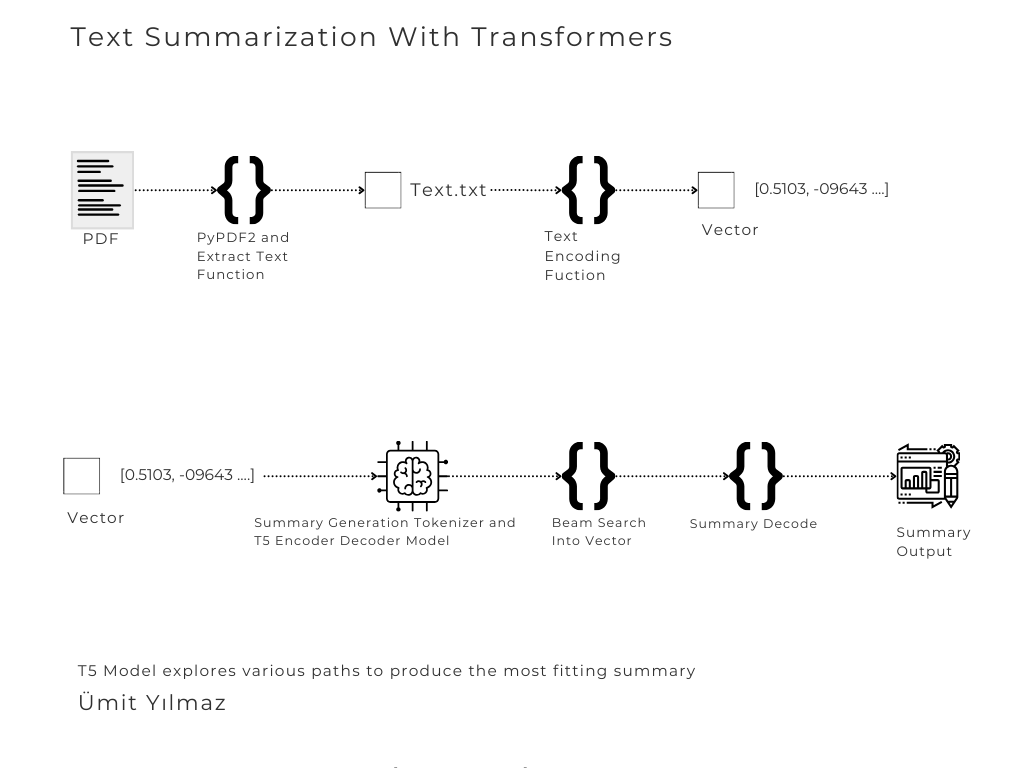 Text Summarization With Transformers
PDF
PyPDF2 and
Extract Text
Function
Text.txt
Text
Encoding
Fuction
[0.5103, -09643 ....]
Vector
Vector
[0.5103, -09643 ....]
Summary Generation Tokenizer and
T5 Encoder Decoder Model
Beam Search
Into Vector
Summary Decode
Summary
Output
T5 Model explores various paths to produce the most fitting summary
Ümit Yılmaz